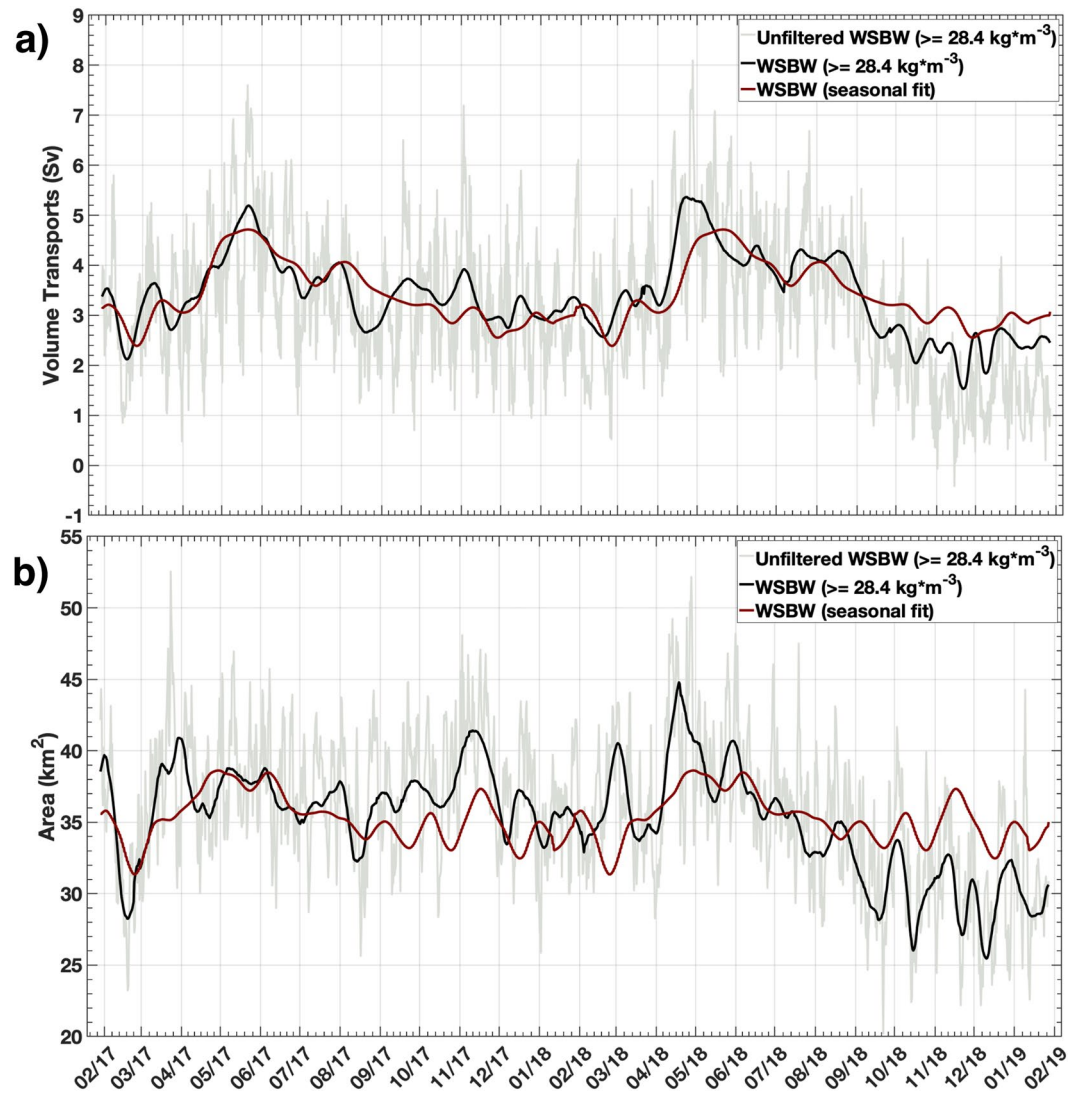 a)
Volume Transports (Sv)
9
8
7
6
5
4
3
2
1
0
-1
Unfiltered WSBW (>= 28.4 kg*m-3)
WSBW (>= 28.4 kg*m-3)
WSBW (seasonal fit)
b)
Area (km2)
55
50
45
40
35
30
25
20
Unfiltered WSBW (>= 28.4 kg*m-3)
WSBW (>= 28.4 kg*m-3)
WSBW (seasonal fit)
02/17 03/17 04/17 05/17 06/17 07/17 08/17 09/17 10/17 11/17 12/17 01/18 02/18 03/18 04/18 05/18 06/18 07/18 08/18 09/18 10/18 11/18 12/18 01/19 02/19